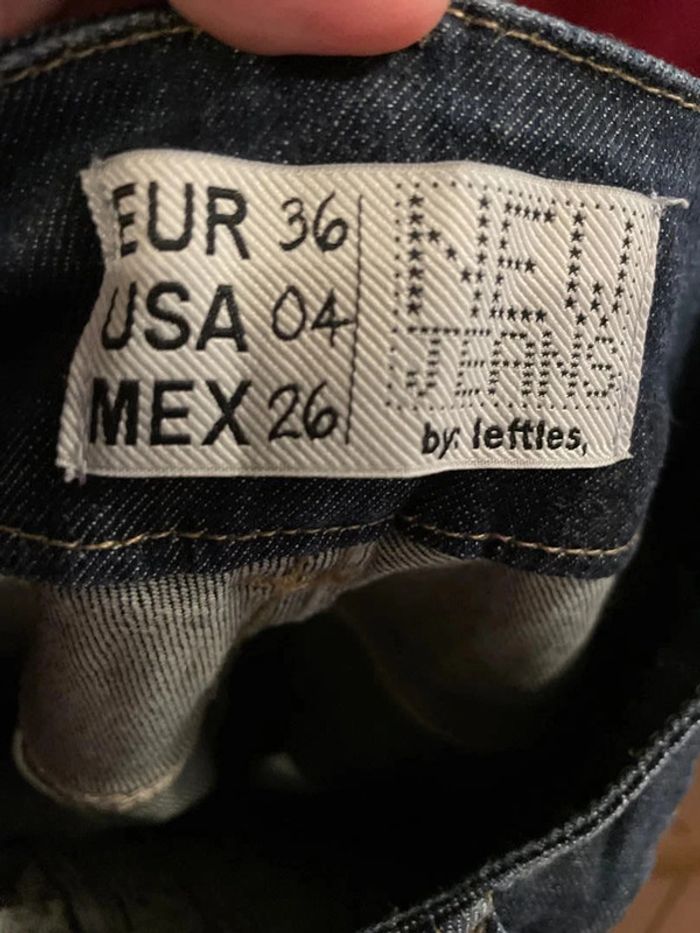 EUR 36
USA 04
MEX 26
NEW
JEANS
by: lefties,